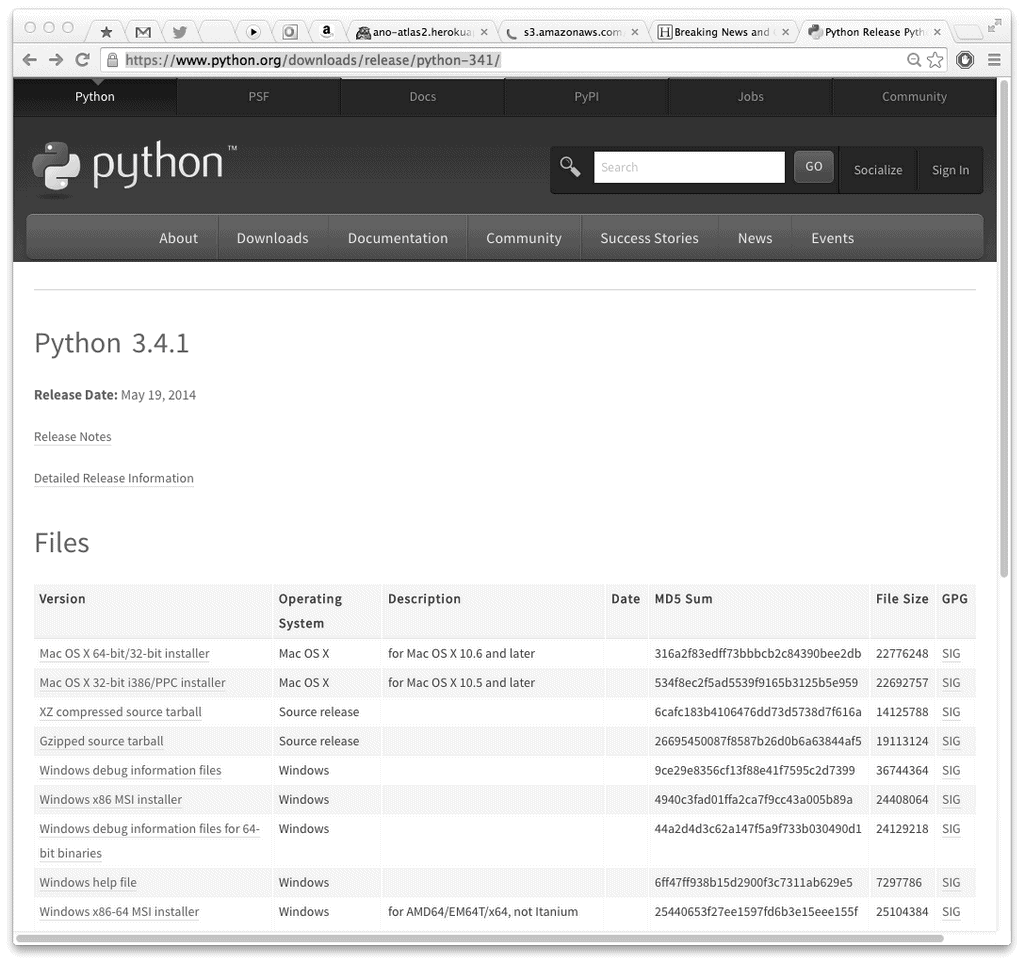 ano-atlas2.heroku
s3.amazonaws.com
Breaking News and
Python Release Pyth
https://www.python.org/downloads/release/python-341/
Python PSF Docs PyPI Jobs Community
python™
Search GO Socialize Sign In
About Downloads Documentation Community Success Stories News Events
Python 3.4.1
Release Date: May 19, 2014
Release Notes
Detailed Release Information
Files
Version Operating System Description Date MD5 Sum File Size GPG
Mac OS X 64-bit/32-bit installer Mac OS X for Mac OS X 10.6 and later 316a2f83edff73bbbcb2c84390bee2db 22776248 SIG
Mac OS X 32-bit i386/PPC installer Mac OS X for Mac OS X 10.5 and later 534f8ec2f5ad5539f9165b3125b5e959 22692757 SIG
XZ compressed source tarball Source release 6cafc183b4106476dd73d5738d7f616a 14125788 SIG
Gzipped source tarball Source release 26695450087f8587b26d0b6a63844af5 19113124 SIG
Windows debug information files Windows 9ce29e8356cf13f88e41f7595c2d7399 36744364 SIG
Windows x86 MSI installer Windows 4940c3fad01ffa2ca7f9cc43a005b89a 24408064 SIG
Windows debug information files for 64-
bit binaries Windows 44a2d4d3c62a147f5a9f733b030490d1 24129218 SIG
Windows help file Windows 6ff47ff938b15d2900f3c7311ab629e5 7297786 SIG
Windows x86-64 MSI installer Windows for AMD64/EM64T/x64, not Itanium 25440653f27ee1597fd6b3e15eee155f 25104384 SIG